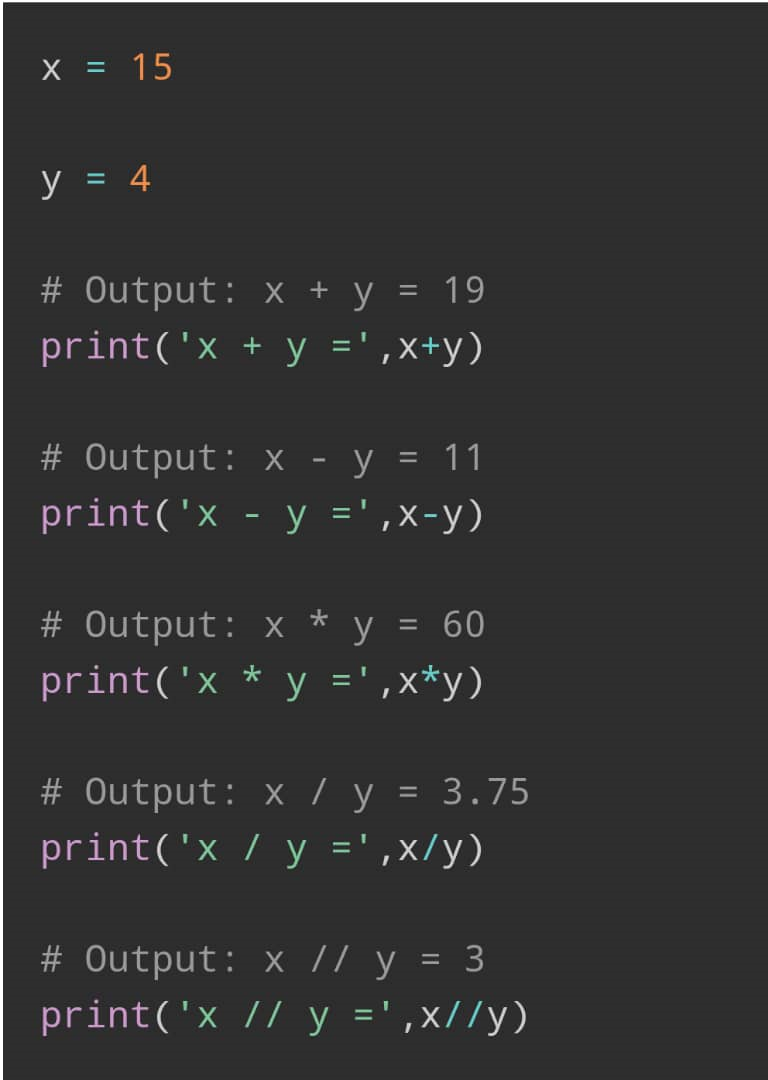 x = 15
y = 4
# Output: x + y = 19
print('x + y =',x+y)
# Output: x - y = 11
print('x - y =',x-y)
# Output: x * y = 60
print('x * y =',x*y)
# Output: x / y = 3.75
print('x / y =',x/y)
# Output: x // y = 3
print('x // y =',x//y)